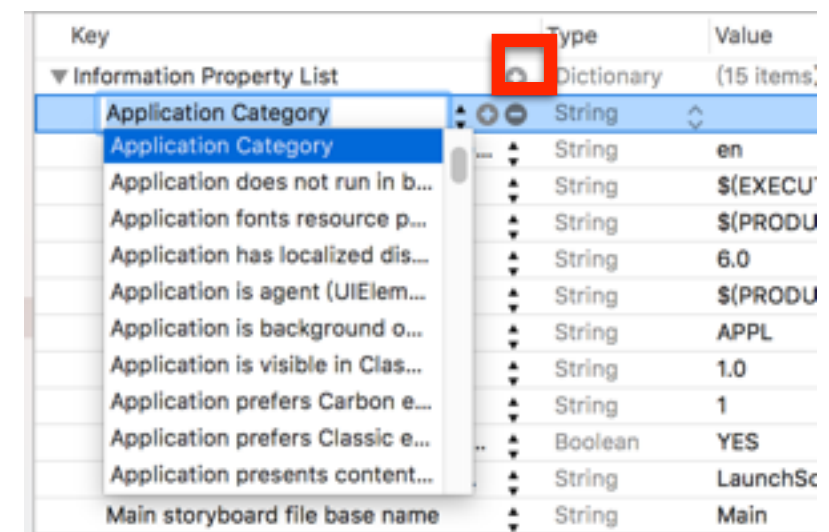 Key Type Value
Information Property List Dictionary (15 items)
Application Category String
Application Category String en
Application does not run in b... String $(EXECUT
Application fonts resource p... String $(PRODU
Application has localized dis... String 6.0
Application is agent (UIElem... String $(PRODU
Application is background o... String APPL
Application is visible in Clas... String 1.0
Application prefers Carbon e... String 1
Application prefers Classic e... Boolean YES
Application presents content... String LaunchSc
Main storyboard file base name String Main